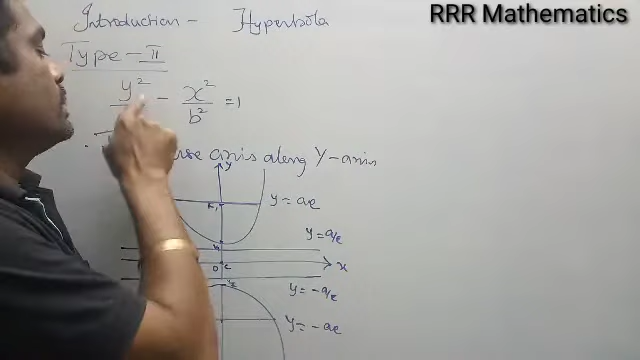 RRR Mathematics
Introduction - Hyperbola
Type - II
y² - x²/b² = 1
axis along Y-axis
y
y = ae
y = a/e
x
O C
y = -a/e
y = -ae